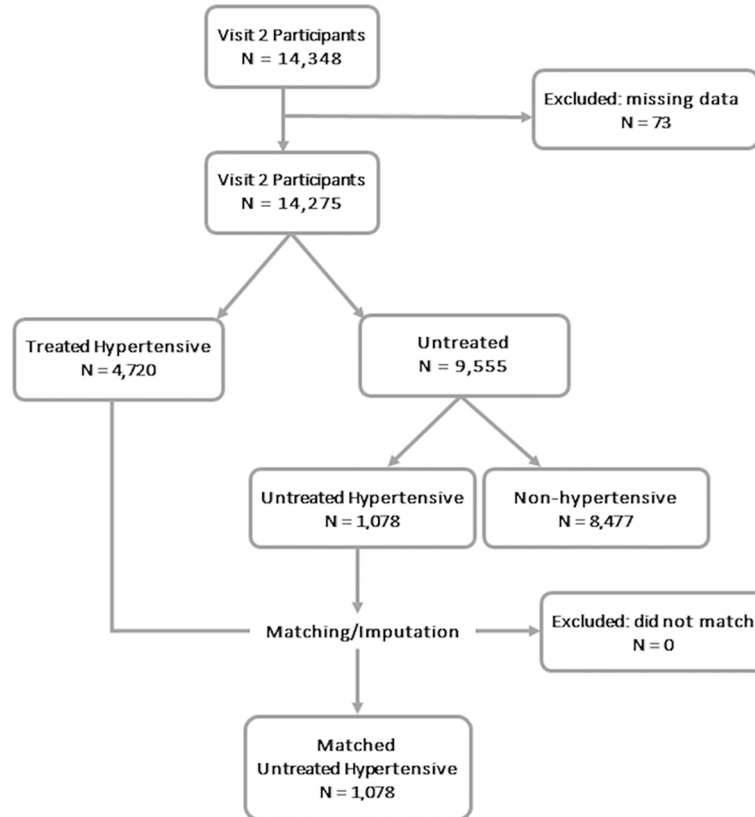 Visit 2 Participants
N = 14,348
Excluded: missing data
N = 73
Visit 2 Participants
N = 14,275
Treated Hypertensive
N = 4,720
Untreated
N = 9,555
Untreated Hypertensive
N = 1,078
Non-hypertensive
N = 8,477
Matching/Imputation
Excluded: did not match
N = 0
Matched
Untreated Hypertensive
N = 1,078